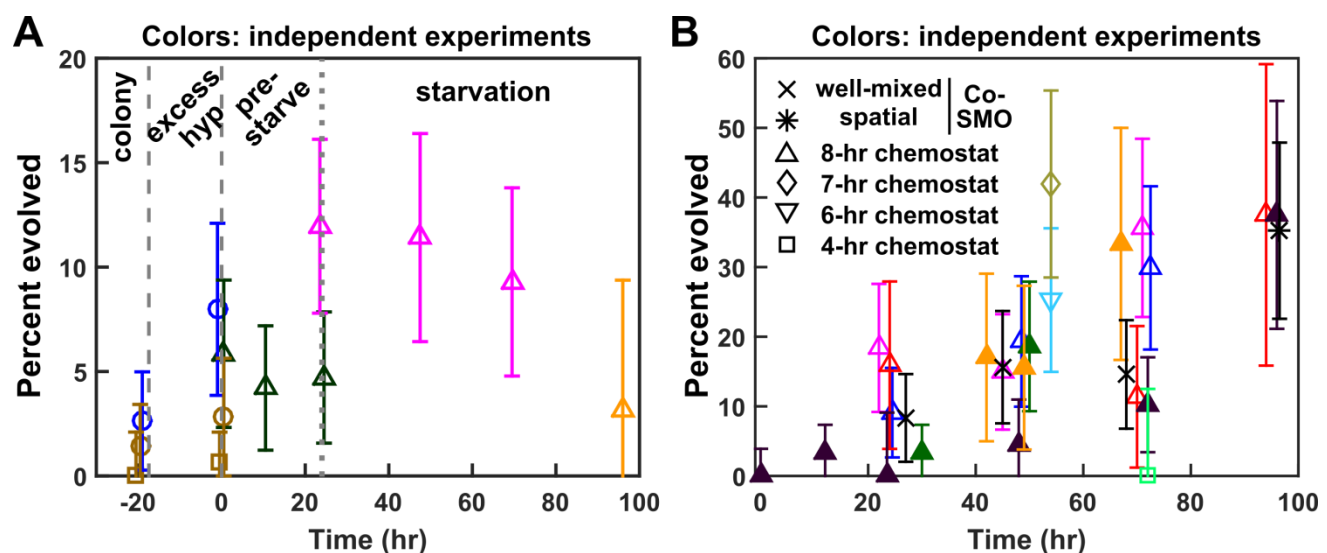 A
Colors: independent experiments
Percent evolved
20
15
10
5
0
colony
excess
hyp
pre-
starve
starvation
-20 0 20 40 60 80 100
Time (hr)
B
Colors: independent experiments
Percent evolved
60
50
40
30
20
10
0
well-mixed
spatial
Co-
SMO
8-hr chemostat
7-hr chemostat
6-hr chemostat
4-hr chemostat
0 20 40 60 80 100
Time (hr)